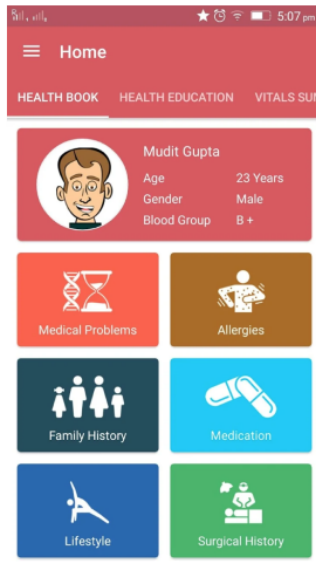 5:07 pm
Home
HEALTH BOOK HEALTH EDUCATION VITALS SU
Mudit Gupta
Age 23 Years
Gender Male
Blood Group B +
Medical Problems Allergies
Family History Medication
Lifestyle Surgical History